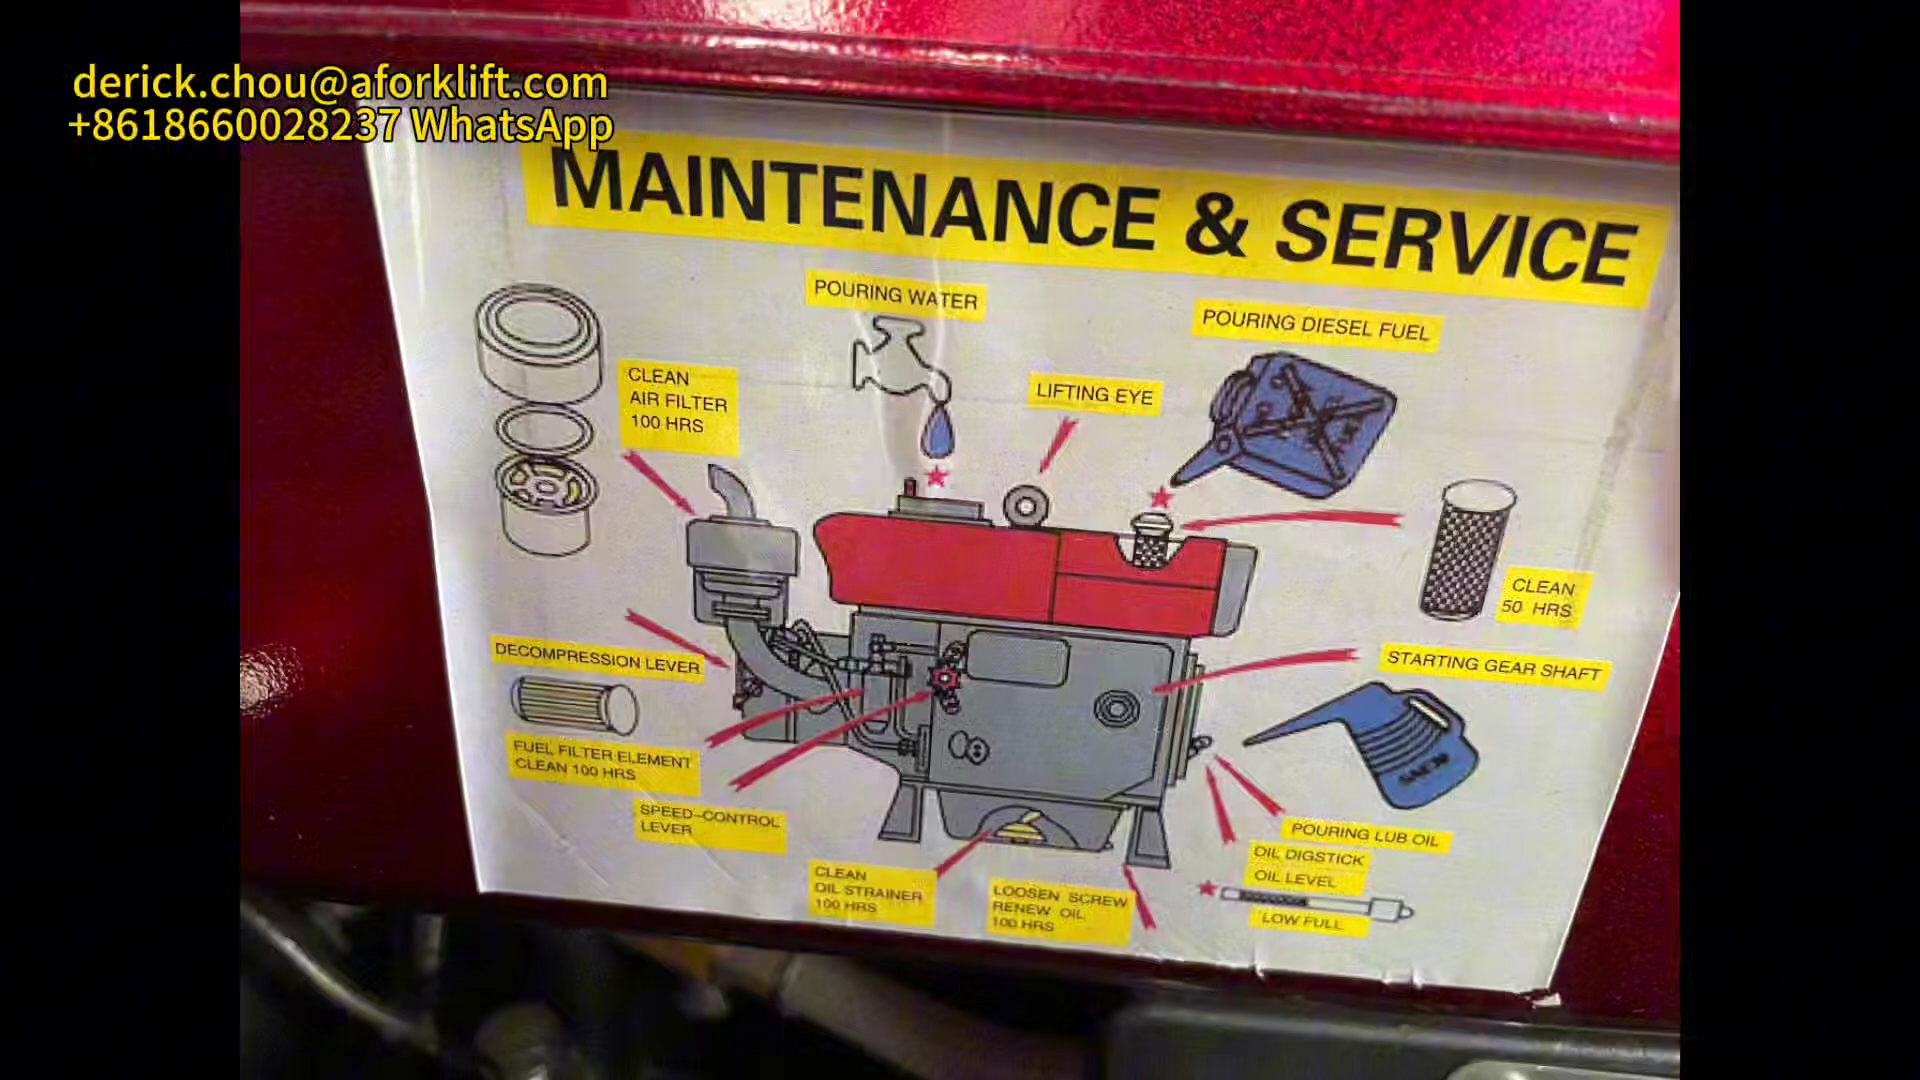 derick.chou@aforklift.com
+8618660028237 WhatsApp
MAINTENANCE & SERVICE
POURING WATER
POURING DIESEL FUEL
CLEAN
AIR FILTER
100 HRS
LIFTING EYE
CLEAN
50 HRS
DECOMPRESSION LEVER
STARTING GEAR SHAFT
FUEL FILTER ELEMENT
CLEAN 100 HRS
SPEED-CONTROL
LEVER
POURING LUB OIL
OIL DIGSTICK
OIL LEVEL
LOW FULL
CLEAN
OIL STRAINER
100 HRS
LOOSEN SCREW
RENEW OIL
100 HRS